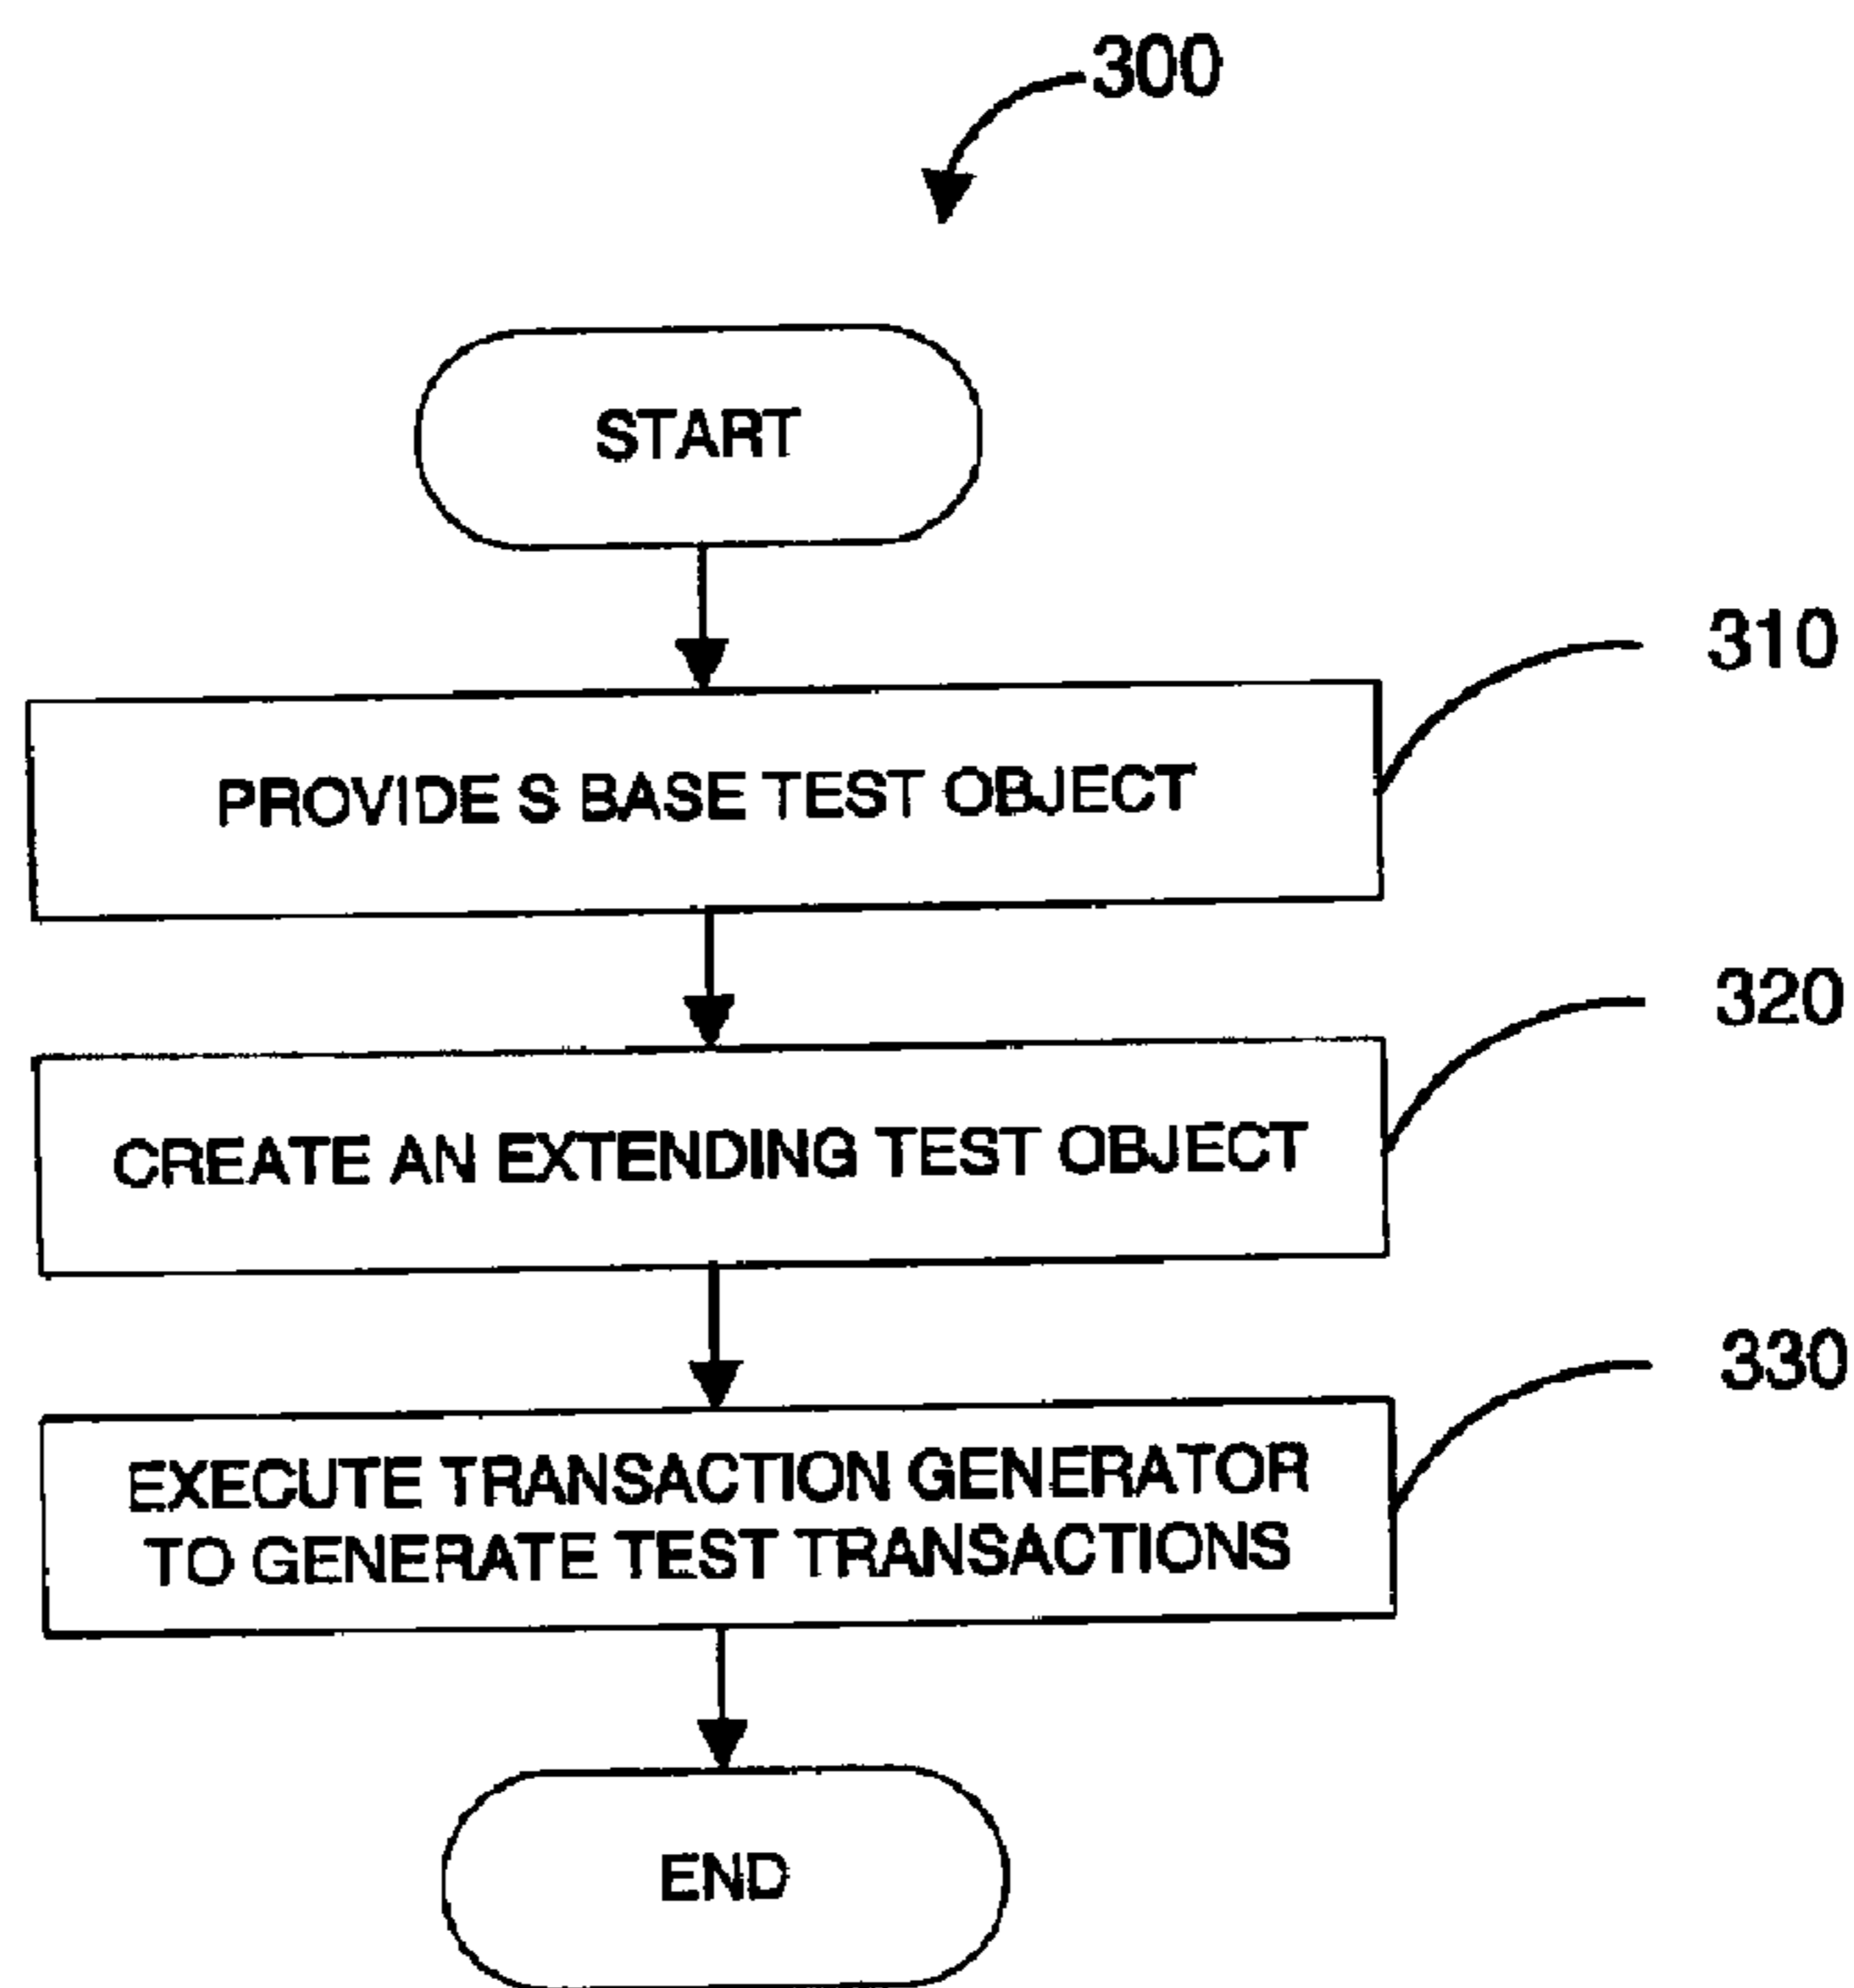 300
START
310
PROVIDE S BASE TEST OBJECT
320
CREATE AN EXTENDING TEST OBJECT
330
EXECUTE TRANSACTION GENERATOR
TO GENERATE TEST TRANSACTIONS
END